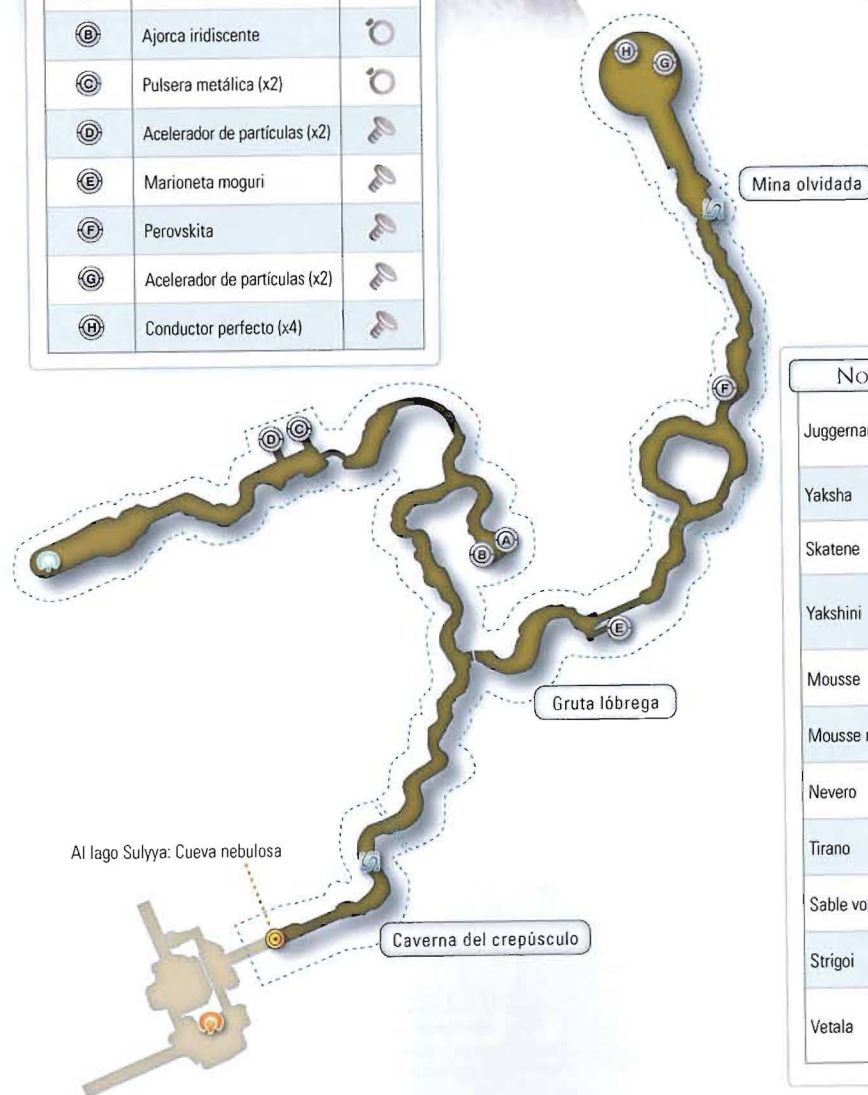 B Ajorca iridiscente
C Pulsera metálica (x2)
D Acelerador de partículas (x2)
E Marioneta moguri
F Perovskita
G Acelerador de partículas (x2)
H Conductor perfecto (x4)
H G
Mina olvidada
F
D C
A
B
E
Gruta lóbrega
Al lago Sulyya: Cueva nebulosa
Caverna del crepúsculo
Yaksha
Skatene
Yakshini
Mousse
Mousse
Nevero
Tirano
Sable
Strigoi
Vetala